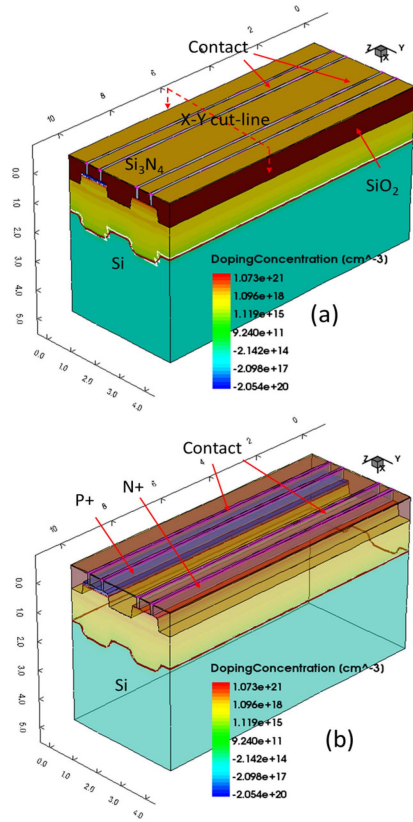 Contact
Z Y
X
0
2
4
6
8
10
X-Y cut-line
Si₃N₄
SiO₂
0.0
1.0
2.0
3.0
4.0
5.0
Si
DopingConcentration [cm^-3]
1.073e+21
1.096e+18
1.119e+15
9.240e+11
-2.142e+14
-2.098e+17
-2.054e+20
(a)
0.0
1.0
2.0
3.0
4.0
Contact
Z Y
X
0
2
4
6
8
10
N+
P+
0.0
1.0
2.0
3.0
4.0
5.0
Si
DopingConcentration [cm^-3]
1.073e+21
1.096e+18
1.119e+15
9.240e+11
-2.142e+14
-2.098e+17
-2.054e+20
(b)
0.0
1.0
2.0
3.0
4.0